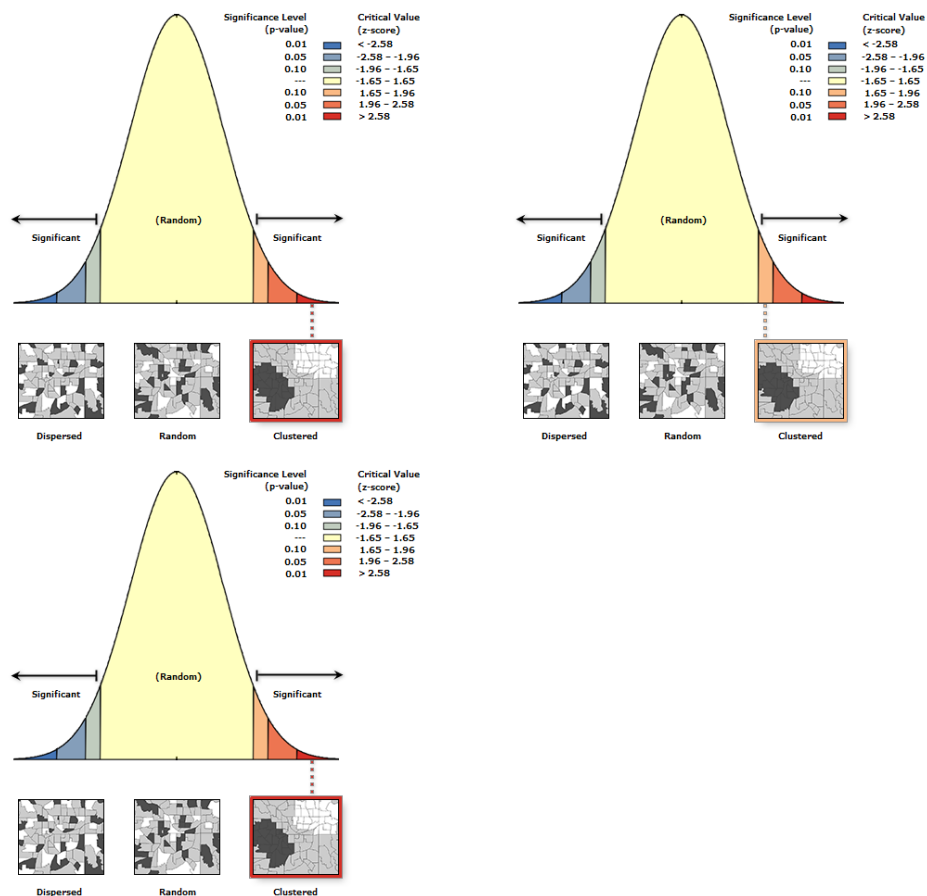 Significance Level Critical Value
(p-value) (z-score)
0.01 < -2.58
0.05 -2.58 – -1.96
0.10 -1.96 – -1.65
--- -1.65 – 1.65
0.10 1.65 – 1.96
0.05 1.96 – 2.58
0.01 > 2.58
(Random)
Significant Significant
Dispersed Random Clustered
Significance Level Critical Value
(p-value) (z-score)
0.01 < -2.58
0.05 -2.58 – -1.96
0.10 -1.96 – -1.65
--- -1.65 – 1.65
0.10 1.65 – 1.96
0.05 1.96 – 2.58
0.01 > 2.58
(Random)
Significant Significant
Dispersed Random Clustered
Significance Level Critical Value
(p-value) (z-score)
0.01 < -2.58
0.05 -2.58 – -1.96
0.10 -1.96 – -1.65
--- -1.65 – 1.65
0.10 1.65 – 1.96
0.05 1.96 – 2.58
0.01 > 2.58
(Random)
Significant Significant
Dispersed Random Clustered